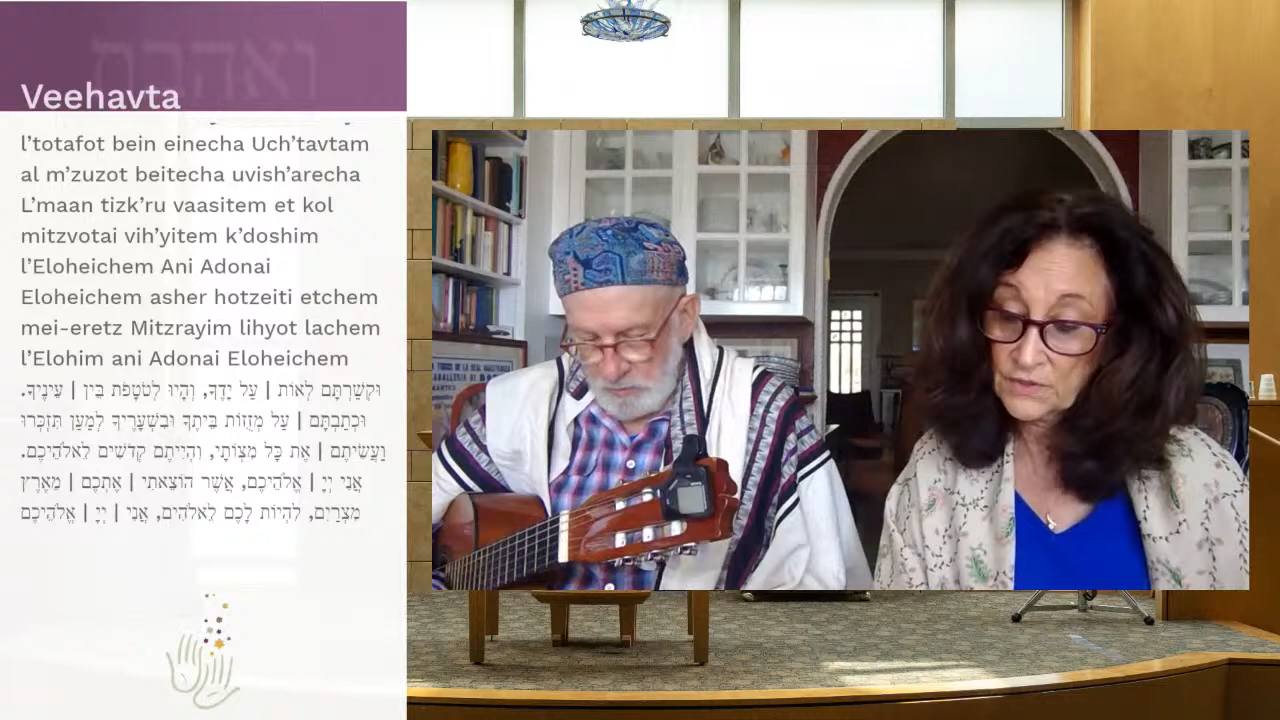 ואהבת
Veehavta
l’totafot bein einecha Uch’tavtam
al m’zuzot beitecha uvish’arecha
L’maan tizk’ru vaasitem et kol
mitzvotai vih’yitem k’doshim
l’Eloheichem Ani Adonai
Eloheichem asher hotzeiti etchem
mei-eretz Mitzrayim lihyot lachem
l’Elohim ani Adonai Eloheichem
וּקְשַׁרְתָּם לְאוֹת | עַל יָדֶךָ, וְהָיוּ לְטֹטָפֹת בֵּין | עֵינֶיךָ.
וּכְתַבְתָּם | עַל מְזֻזוֹת בֵּיתֶךָ וּבִשְׁעָרֶיךָ לְמַעַן תִּזְכְּרוּ
וַעֲשִׂיתֶם | אֶת כָּל מִצְוֹתָי, וִהְיִיתֶם קְדֹשִׁים לֵאלֹהֵיכֶם.
אֲנִי יְיָ | אֱלֹהֵיכֶם, אֲשֶׁר הוֹצֵאתִי | אֶתְכֶם | מֵאֶרֶץ
מִצְרַיִם, לִהְיוֹת לָכֶם לֵאלֹהִים, אֲנִי | יְיָ | אֱלֹהֵיכֶם